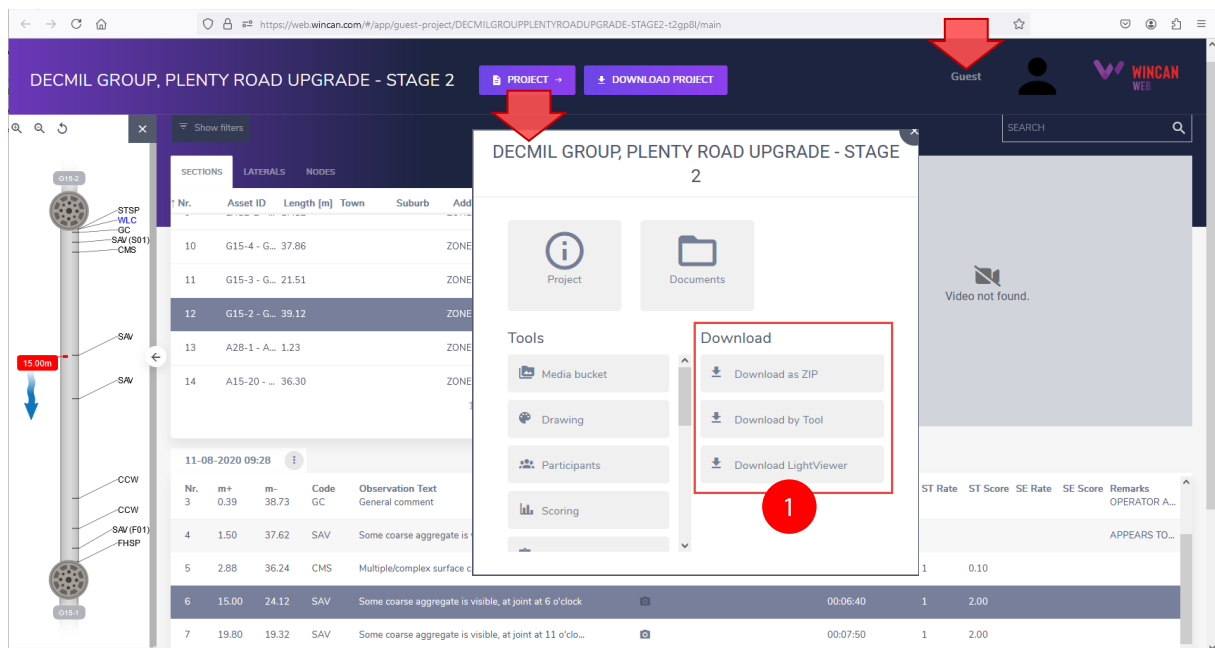 https://web.wincan.com/#/app/guest-project/DECMILGROUPPLENTYROADUPGRADE-STAGE2-t2gp8l/main
DECMIL GROUP, PLENTY ROAD UPGRADE - STAGE 2
PROJECT →
DOWNLOAD PROJECT
Guest
WINCAN
WEB
Show filters
SEARCH
SECTIONS LATERALS NODES
↑ Nr. Asset ID Length [m] Town Suburb Add
10 G15-4 - G... 37.86 ZONE
11 G15-3 - G... 21.51 ZONE
12 G15-2 - G... 39.12 ZONE
13 A28-1 - A... 1.23 ZONE
14 A15-20 - ... 36.30 ZONE
G15-2
STSP
WLC
GC
SAV (S01)
CMS
SAV
15.00m
SAV
CCW
CCW
SAV (F01)
FHSP
G15-1
DECMIL GROUP, PLENTY ROAD UPGRADE - STAGE
2
Project
Documents
Tools
Media bucket
Drawing
Participants
Scoring
Download
Download as ZIP
Download by Tool
Download LightViewer
1
Video not found.
11-08-2020 09:28
Nr. m+ m- Code Observation Text ST Rate ST Score SE Rate SE Score Remarks
3 0.39 38.73 GC General comment OPERATOR A...
4 1.50 37.62 SAV Some coarse aggregate is APPEARS TO...
5 2.88 36.24 CMS Multiple/complex surface c 1 0.10
6 15.00 24.12 SAV Some coarse aggregate is visible, at joint at 6 o'clock 00:06:40 1 2.00
7 19.80 19.32 SAV Some coarse aggregate is visible, at joint at 11 o'clo... 00:07:50 1 2.00